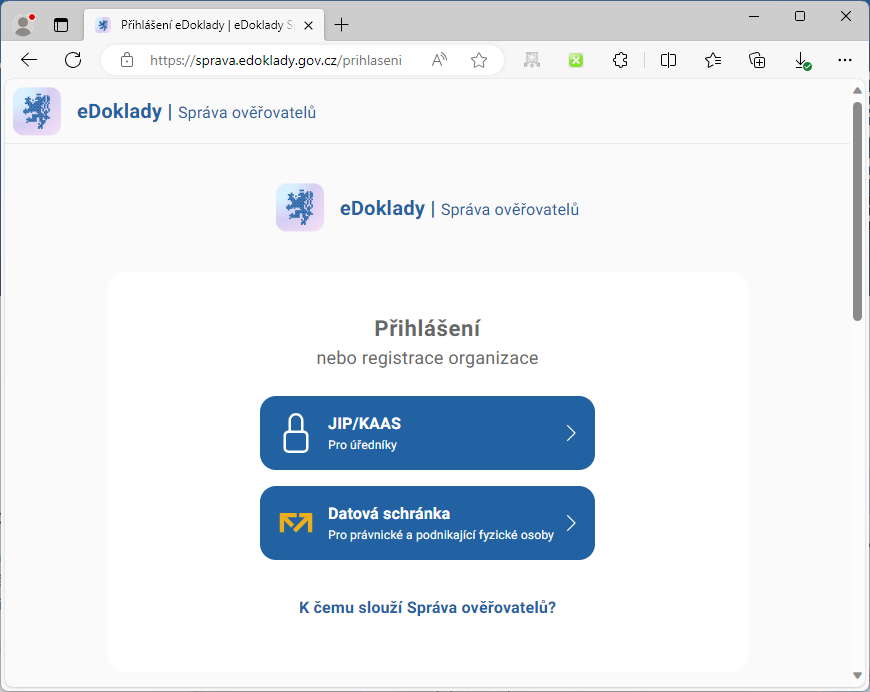 Přihlášení eDoklady | eDoklady S
https://sprava.edoklady.gov.cz/prihlaseni
eDoklady | Správa ověřovatelů
eDoklady | Správa ověřovatelů
Přihlášení
nebo registrace organizace
JIP/KAAS
Pro úředníky
Datová schránka
Pro právnické a podnikající fyzické osoby
K čemu slouží Správa ověřovatelů?